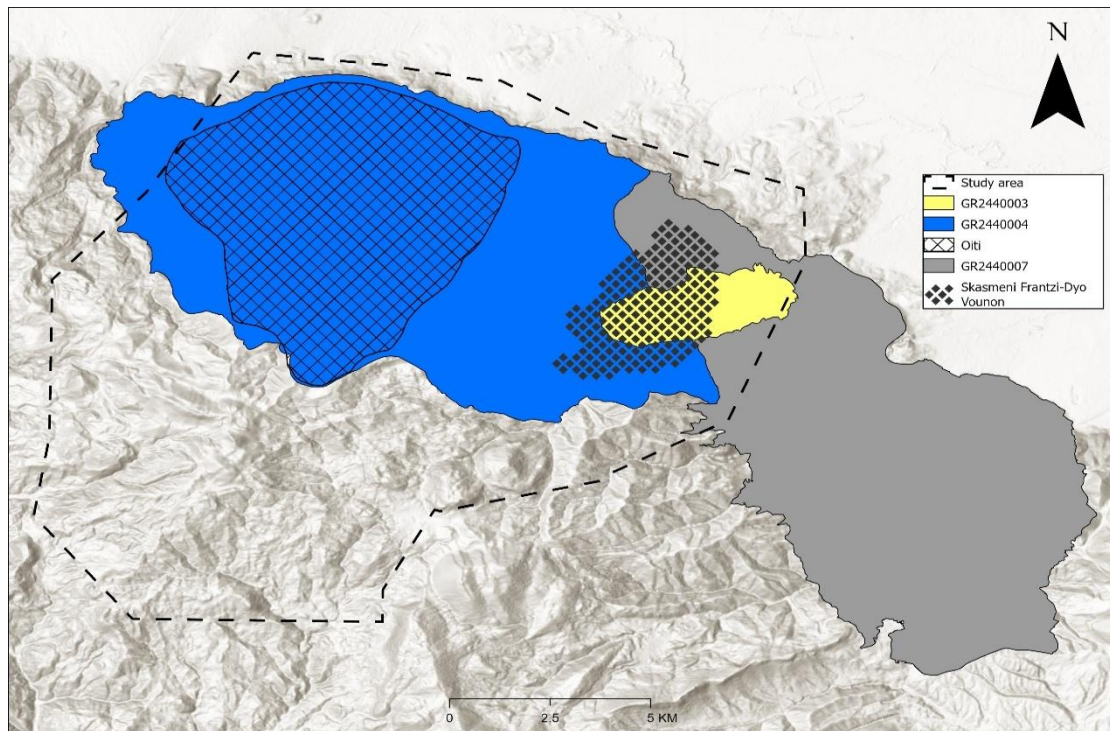 N
Study area
GR2440003
GR2440004
Oiti
GR2440007
Skasmeni Frantzi-Dyo
Vounon
0 2.5 5 KM